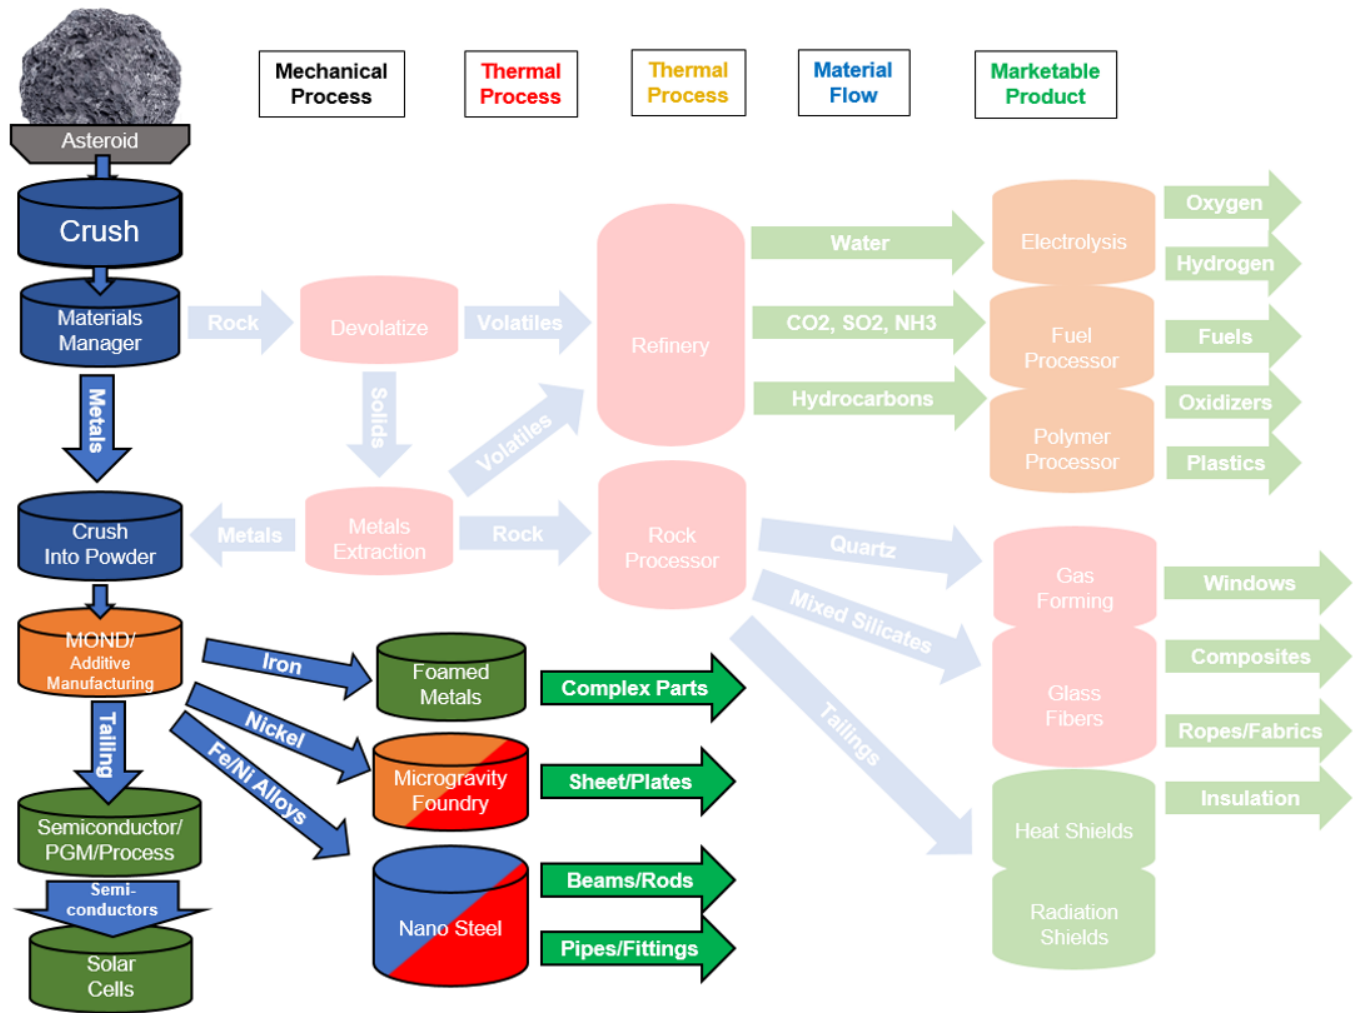 Mechanical
Process
Thermal
Process
Thermal
Process
Material
Flow
Marketable
Product
Asteroid
Crush
Materials
Manager
Rock
Devolatize
Volatiles
Refinery
Water
CO2, SO2, NH3
Hydrocarbons
Electrolysis
Fuel
Processor
Polymer
Processor
Oxygen
Hydrogen
Fuels
Oxidizers
Plastics
Metals
Solids
Volatiles
Crush
Into Powder
Metals
Metals
Extraction
Rock
Rock
Processor
Quartz
Mixed Silicates
Tailings
Gas
Forming
Glass
Fibers
Heat Shields
Radiation
Shields
Windows
Composites
Ropes/Fabrics
Insulation
MOND/
Additive
Manufacturing
Iron
Nickel
Fe/Ni Alloys
Tailing
Foamed
Metals
Complex Parts
Microgravity
Foundry
Sheet/Plates
Nano Steel
Beams/Rods
Pipes/Fittings
Semiconductor/
PGM/Process
Semi-
conductors
Solar
Cells